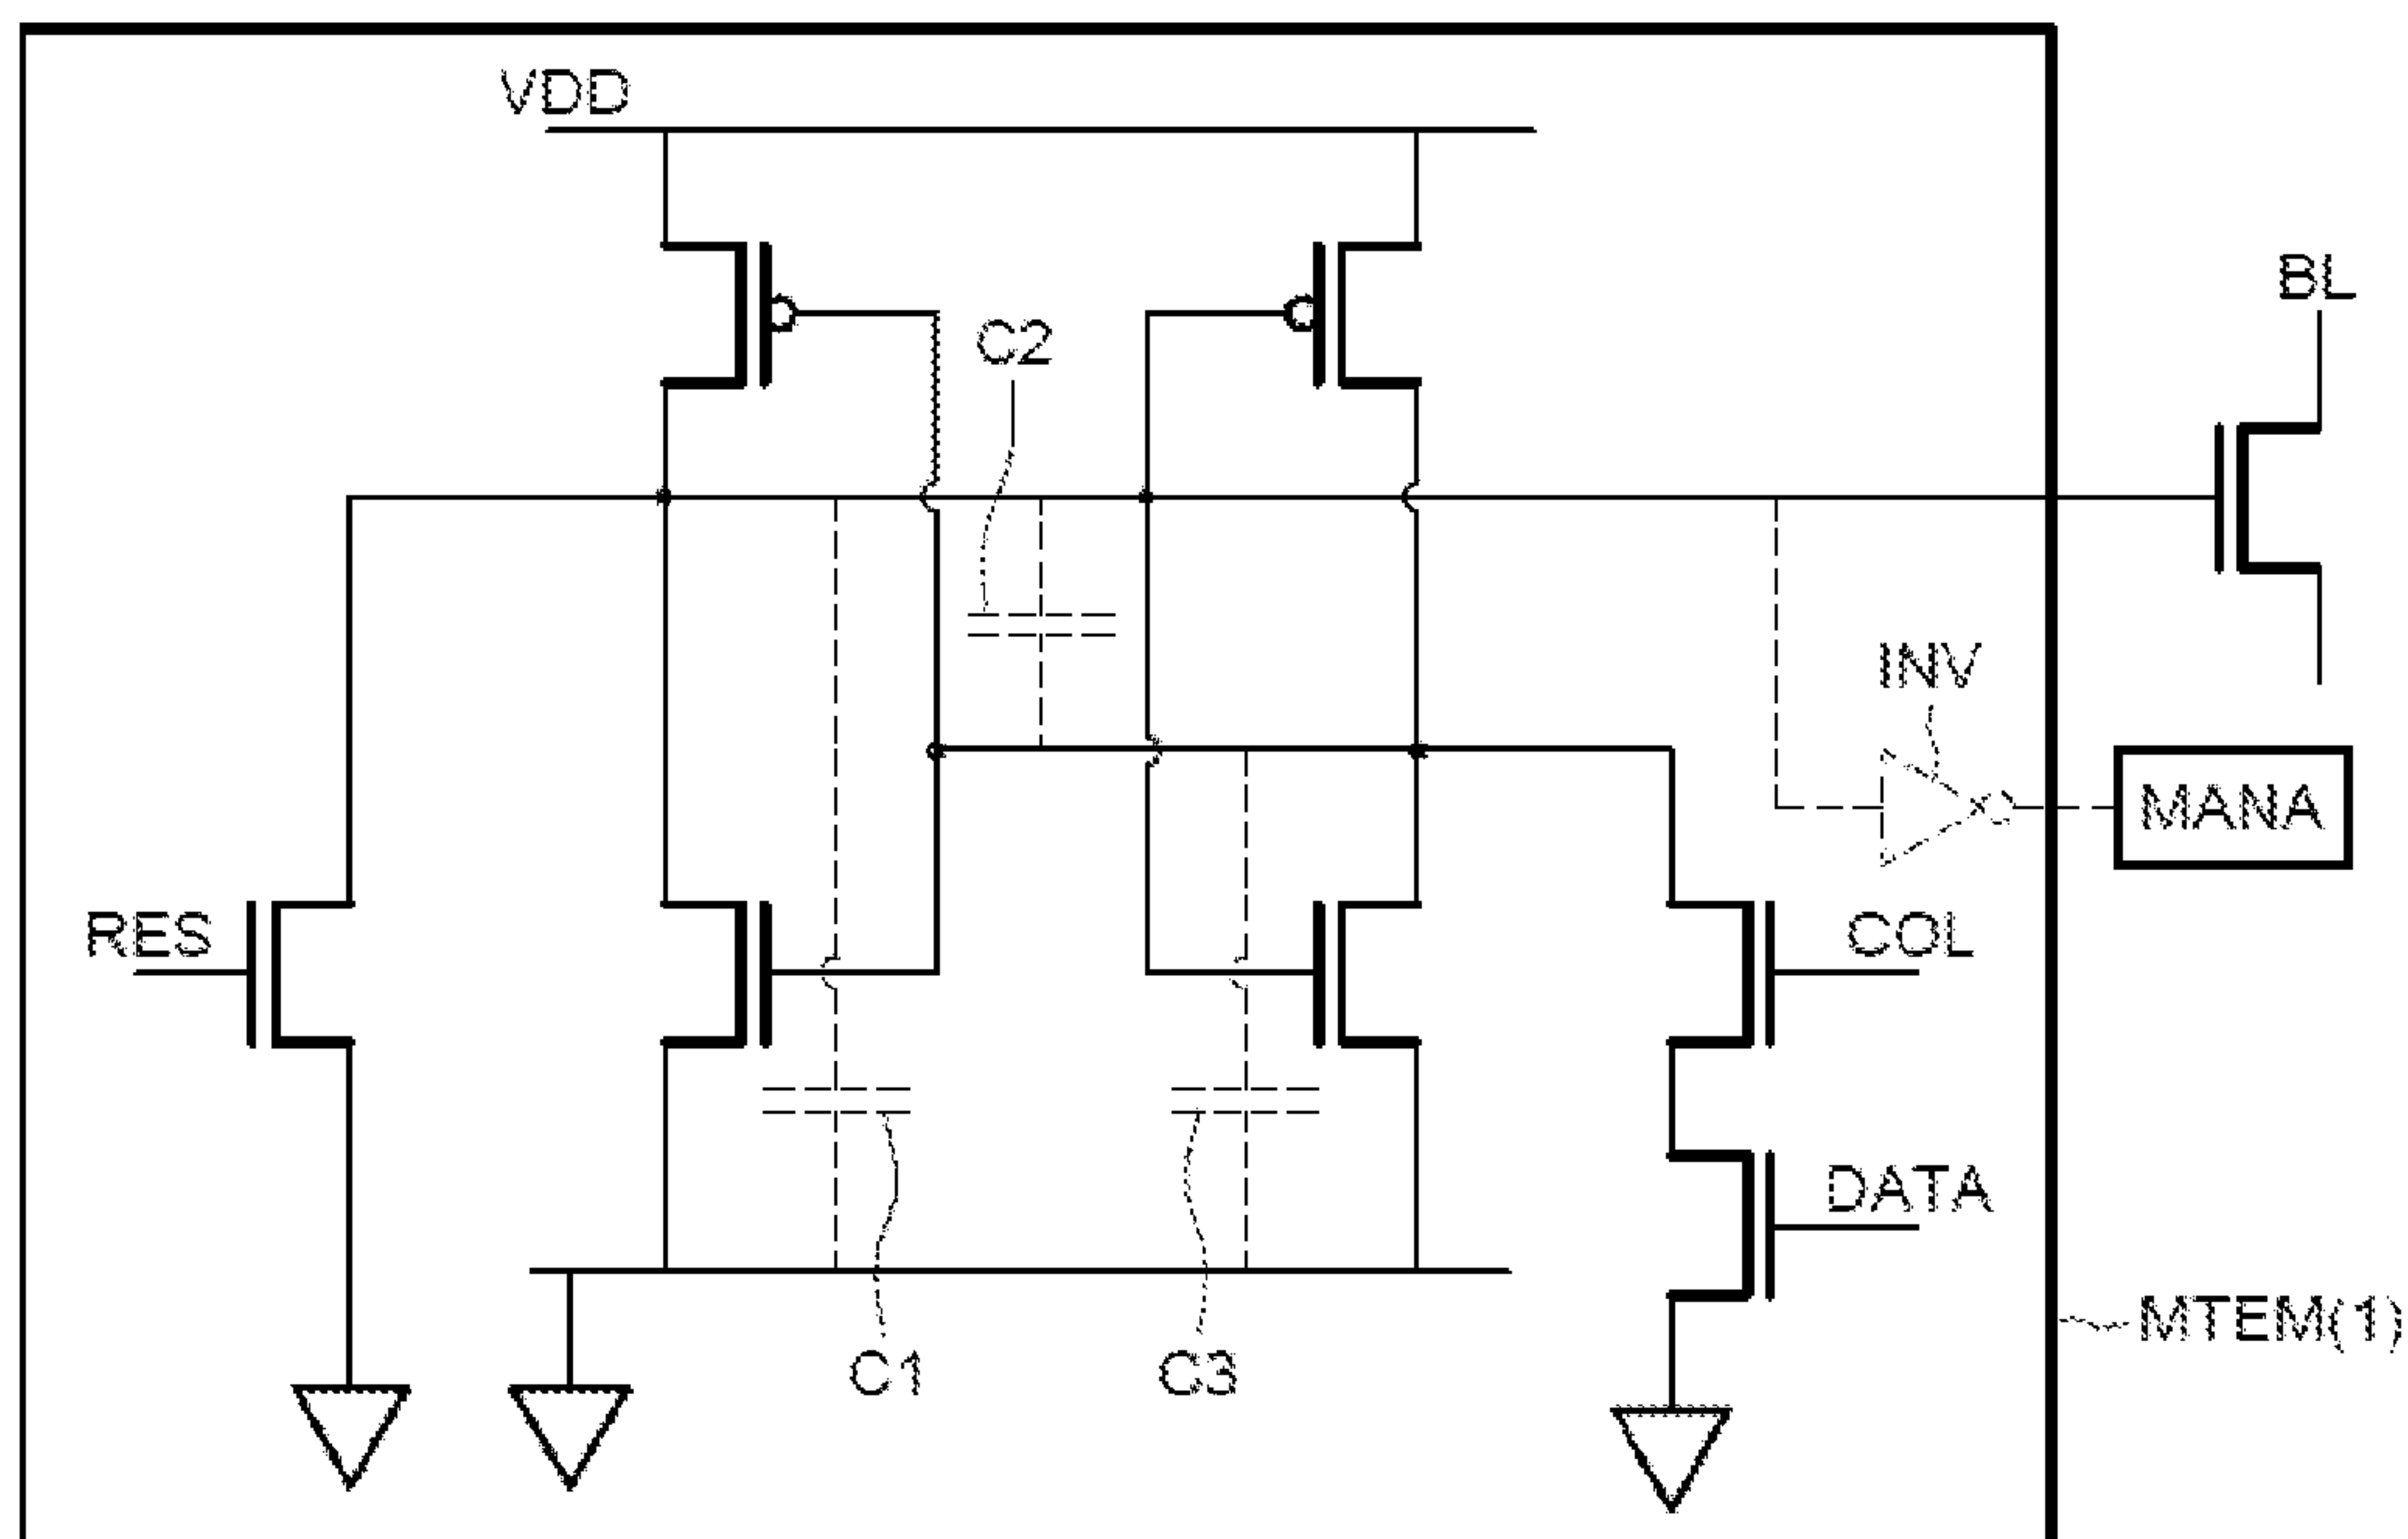 VDD
BL
C2
INV
MANA
RES
COL
DATA
MTEM(1)
C1
C3